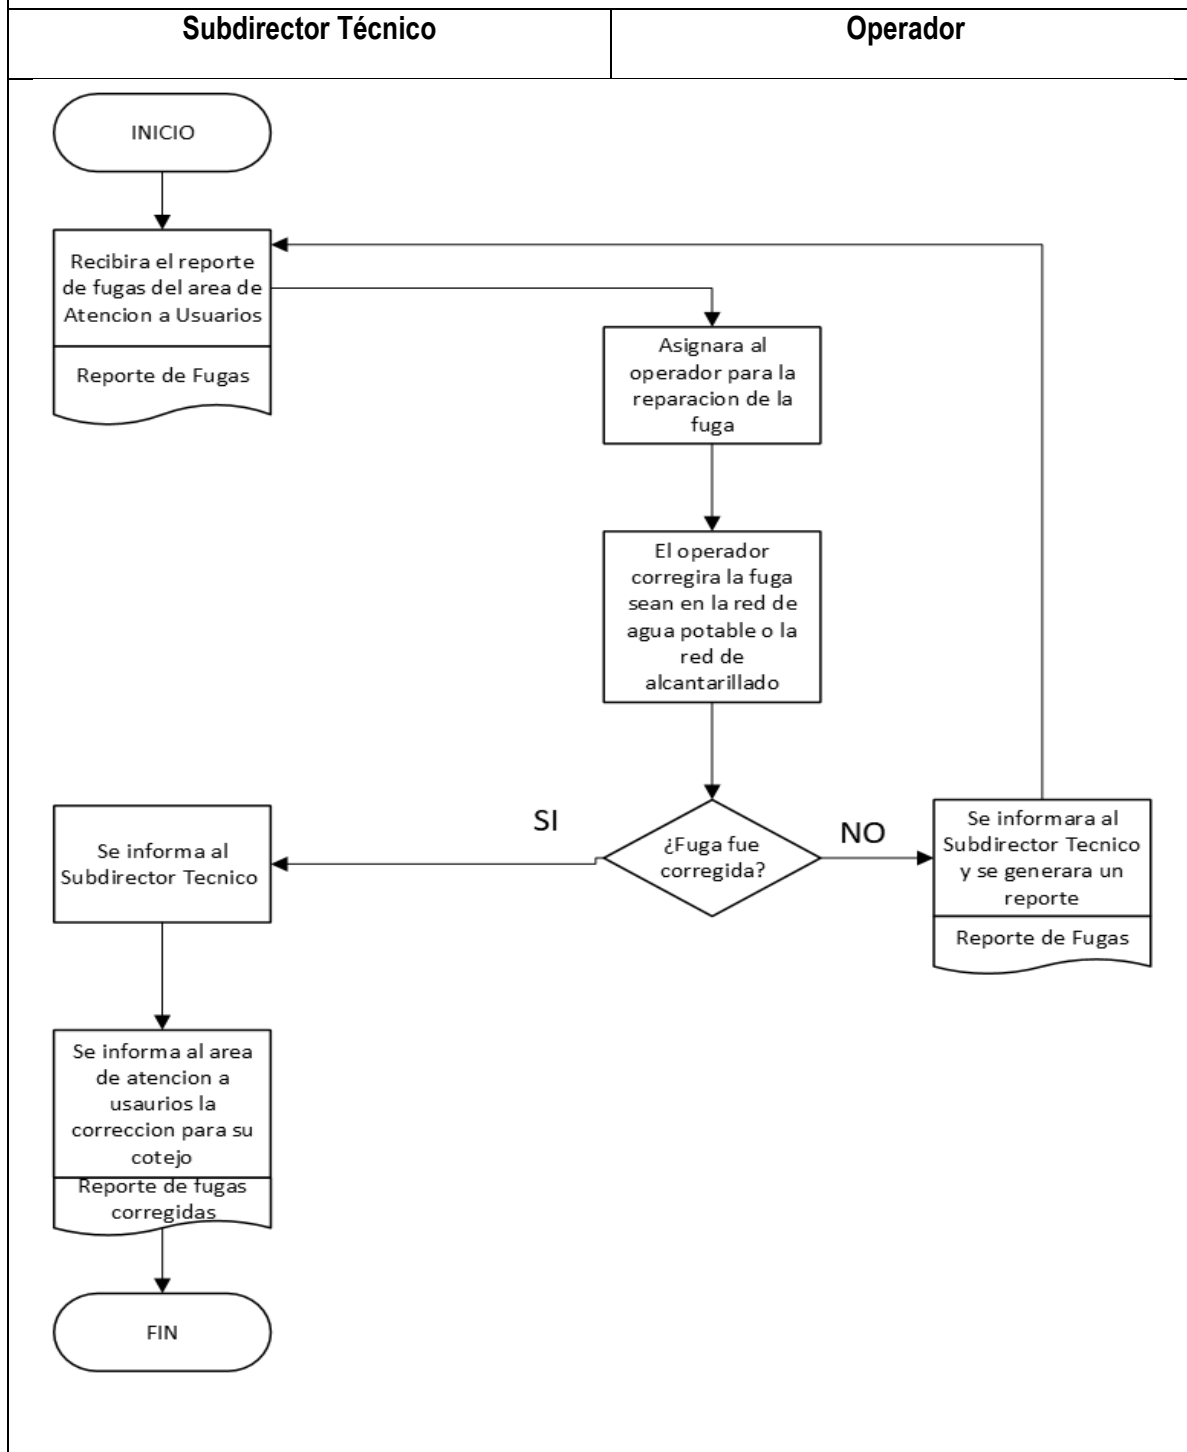 Subdirector Técnico
Operador
INICIO
Recibira el reporte
de fugas del area de
Atencion a Usuarios
Reporte de Fugas
Asignara al
operador para la
reparacion de la
fuga
El operador
corregira la fuga
sean en la red de
agua potable o la
red de
alcantarillado
¿Fuga fue
corregida?
SI
NO
Se informa al
Subdirector Tecnico
Se informara al
Subdirector Tecnico
y se generara un
reporte
Reporte de Fugas
Se informa al area
de atencion a
usaurios la
correccion para su
cotejo
Reporte de fugas
corregidas
FIN